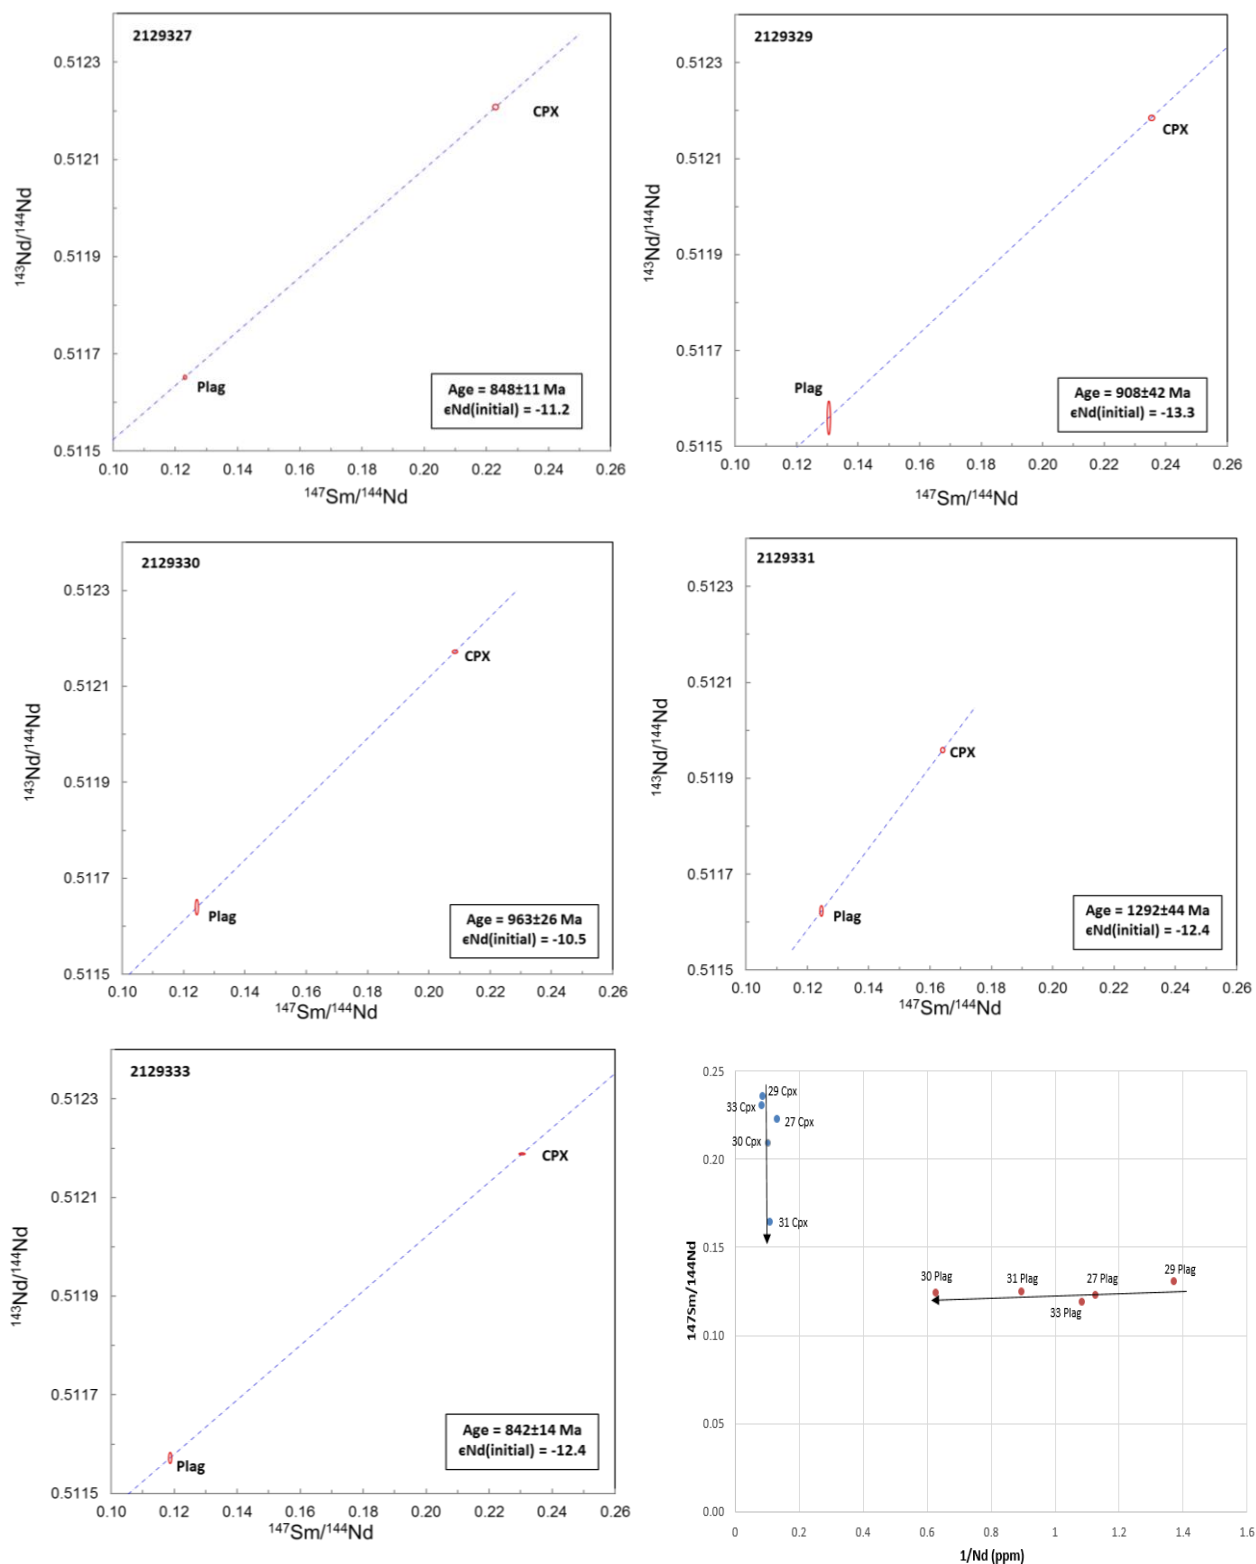 2129327
0.5123
0.5121
0.5119
0.5117
0.5115
143Nd/144Nd
CPX
Plag
Age = 848±11 Ma
єNd(initial) = -11.2
0.10 0.12 0.14 0.16 0.18 0.20 0.22 0.24 0.26
147Sm/144Nd
2129329
0.5123
0.5121
0.5119
0.5117
0.5115
143Nd/144Nd
CPX
Plag
Age = 908±42 Ma
єNd(initial) = -13.3
0.10 0.12 0.14 0.16 0.18 0.20 0.22 0.24 0.26
147Sm/144Nd
2129330
0.5123
0.5121
0.5119
0.5117
0.5115
143Nd/144Nd
CPX
Plag
Age = 963±26 Ma
єNd(initial) = -10.5
0.10 0.12 0.14 0.16 0.18 0.20 0.22 0.24 0.26
147Sm/144Nd
2129331
0.5123
0.5121
0.5119
0.5117
0.5115
143Nd/144Nd
CPX
Plag
Age = 1292±44 Ma
єNd(initial) = -12.4
0.10 0.12 0.14 0.16 0.18 0.20 0.22 0.24 0.26
147Sm/144Nd
2129333
0.5123
0.5121
0.5119
0.5117
0.5115
143Nd/144Nd
CPX
Plag
Age = 842±14 Ma
єNd(initial) = -12.4
0.10 0.12 0.14 0.16 0.18 0.20 0.22 0.24 0.26
147Sm/144Nd
0.25
0.20
0.15
0.10
0.05
0.00
147Sm/144Nd
29 Cpx
33 Cpx
27 Cpx
30 Cpx
31 Cpx
30 Plag
31 Plag
27 Plag
29 Plag
33 Plag
0 0.2 0.4 0.6 0.8 1 1.2 1.4 1.6
1/Nd (ppm)